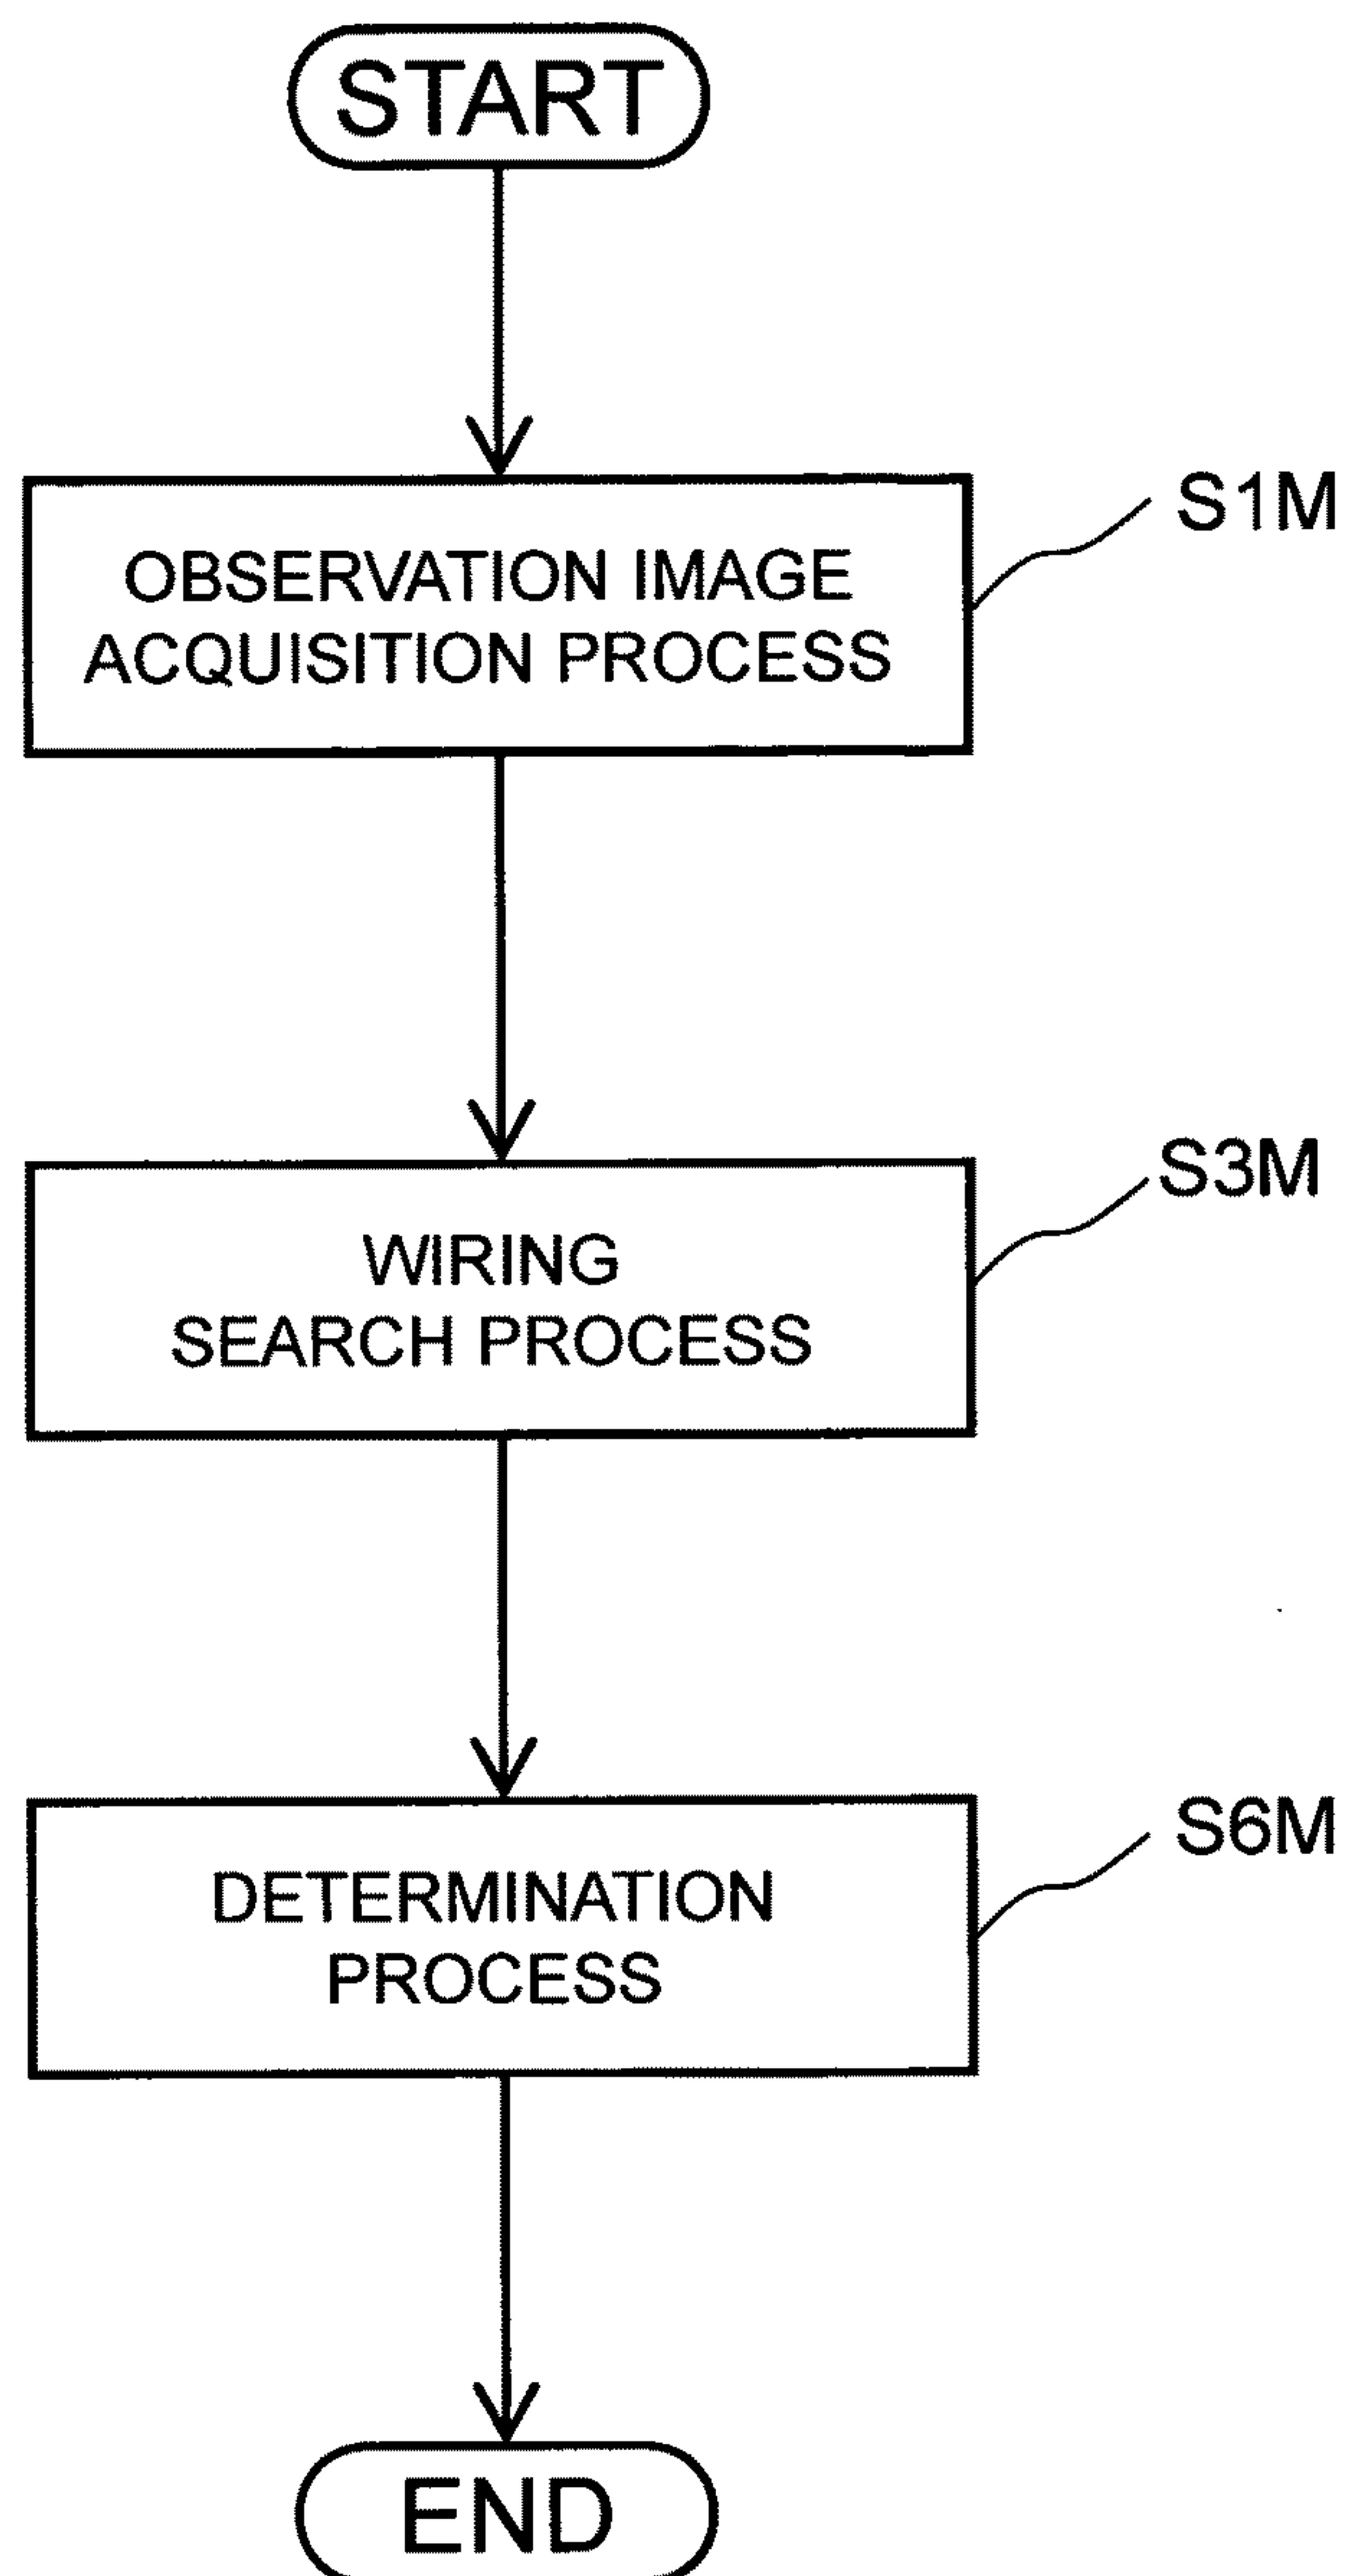 START
OBSERVATION IMAGE
ACQUISITION PROCESS
S1M
WIRING
SEARCH PROCESS
S3M
DETERMINATION
PROCESS
S6M
END